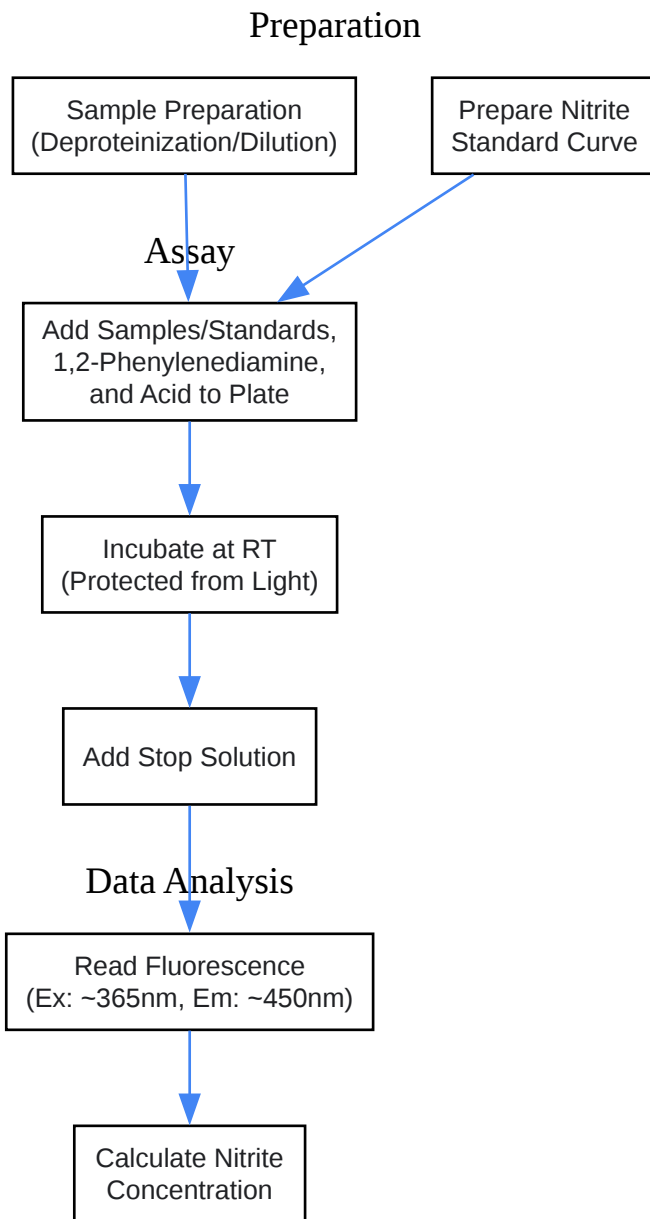 Preparation
Sample Preparation
(Deproteinization/Dilution)
Prepare Nitrite
Standard Curve
Assay
Add Samples/Standards,
1,2-Phenylenediamine,
and Acid to Plate
Incubate at RT
(Protected from Light)
Add Stop Solution
Data Analysis
Read Fluorescence
(Ex: ~365nm, Em: ~450nm)
Calculate Nitrite
Concentration